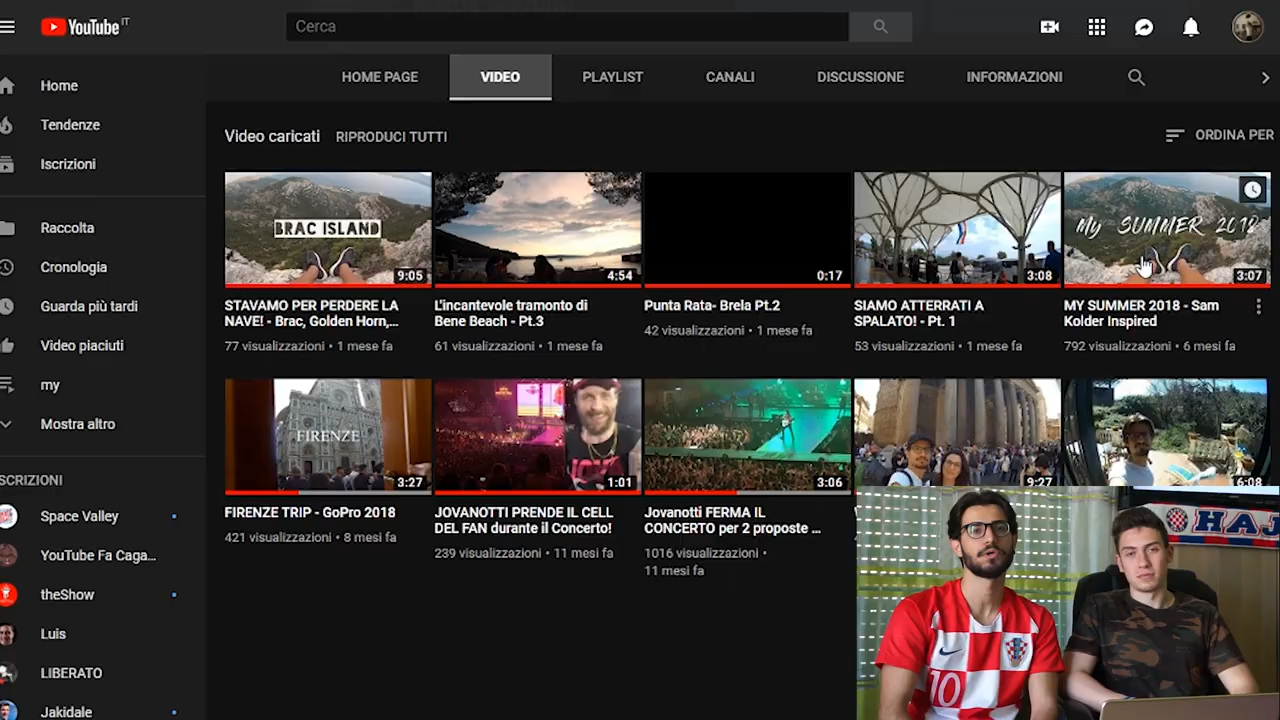 YouTube IT
Cerca
HOME PAGE
VIDEO
PLAYLIST
CANALI
DISCUSSIONE
INFORMAZIONI
Home
Tendenze
Iscrizioni
Raccolta
Cronologia
Guarda più tardi
Video piaciuti
my
Mostra altro
SCRIZIONI
Space Valley
YouTube Fa Caga...
theShow
Luis
LIBERATO
Jakidale
Video caricati
RIPRODUCI TUTTI
ORDINA PER
BRAC ISLAND
9:05
STAVAMO PER PERDERE LA
NAVE! - Brac, Golden Horn,...
77 visualizzazioni • 1 mese fa
4:54
L'incantevole tramonto di
Bene Beach - Pt.3
61 visualizzazioni • 1 mese fa
0:17
Punta Rata- Brela Pt.2
42 visualizzazioni • 1 mese fa
3:08
SIAMO ATTERRATI A
SPALATO! - Pt. 1
53 visualizzazioni • 1 mese fa
My SUMMER 2018
3:07
MY SUMMER 2018 - Sam
Kolder Inspired
792 visualizzazioni • 6 mesi fa
FIRENZE
3:27
FIRENZE TRIP - GoPro 2018
421 visualizzazioni • 8 mesi fa
1:01
JOVANOTTI PRENDE IL CELL
DEL FAN durante il Concerto!
239 visualizzazioni • 11 mesi fa
3:06
Jovanotti FERMA IL
CONCERTO per 2 proposte ...
1016 visualizzazioni •
11 mesi fa
9:27
6:08
HAJ
10